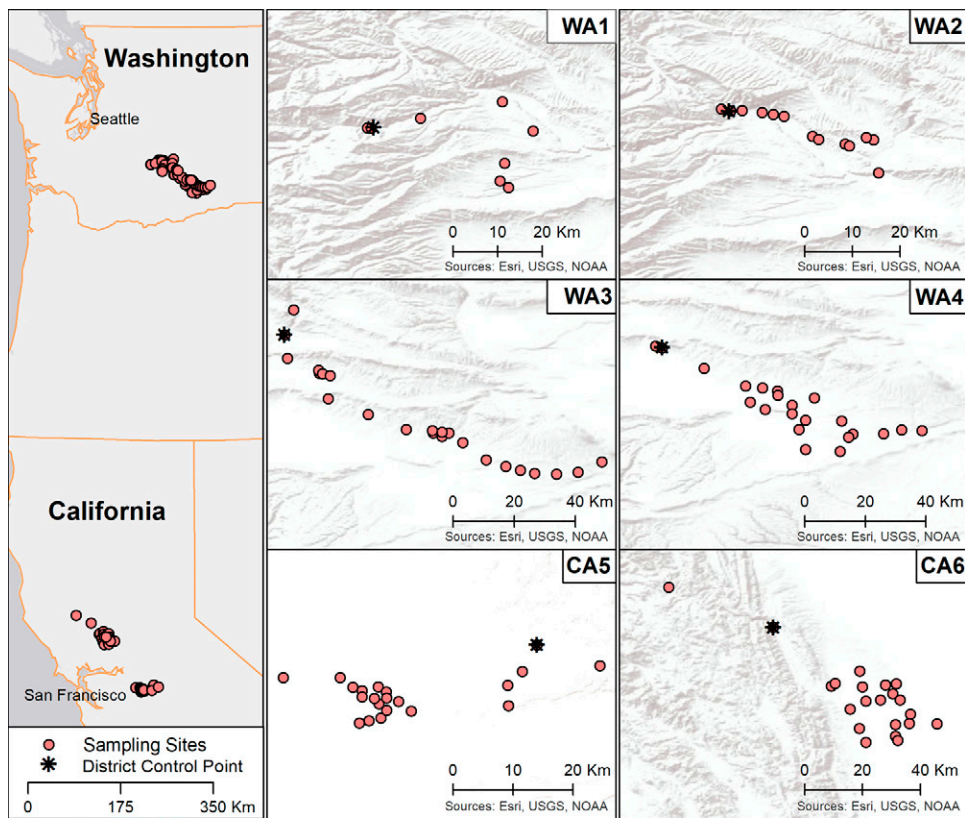 Washington
Seattle
California
San Francisco
Sampling Sites
District Control Point
0 175 350 Km
WA1
0 10 20 Km
Sources: Esri, USGS, NOAA
WA2
0 10 20 Km
Sources: Esri, USGS, NOAA
WA3
0 20 40 Km
Sources: Esri, USGS, NOAA
WA4
0 20 40 Km
Sources: Esri, USGS, NOAA
CA5
0 12 24 Km
Sources: Esri, USGS, NOAA
CA6
0 20 40 Km
Sources: Esri, USGS, NOAA